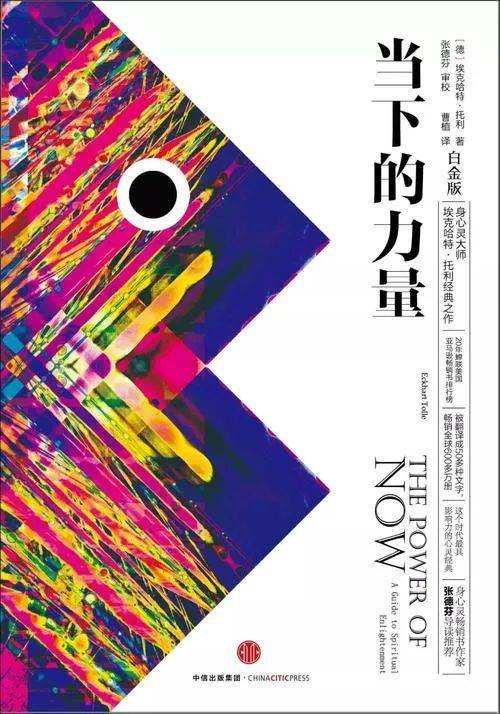 当下的力量
[德]埃克哈特·托利 著
张德芬 审校 曹植 译
白金版
身心灵大师
埃克哈特·托利经典之作
20年蝉联美国
亚马逊畅销书排行榜
被翻译成50多种文字,
畅销全球600多万册
这个时代最具
影响力的心灵经典
身心灵畅销书作家
张德芬导读推荐
Eckhart Tolle
THE POWER OF
NOW
A Guide to Spiritual
Enlightenment
中信出版集团·CHINACITICPRESS